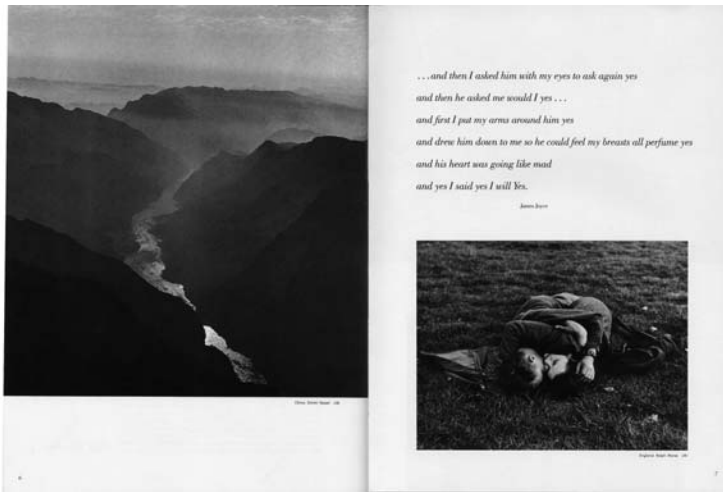 ...and then I asked him with my eyes to ask again yes
and then he asked me would I yes...
and first I put my arms around him yes
and drew him down to me so he could feel my breasts all perfume yes
and his heart was going like mad
and yes I said yes I will Yes.
James Joyce